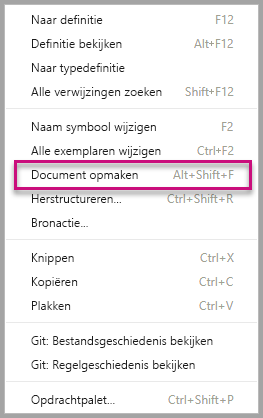 Naar definitie F12
Definitie bekijken Alt+F12
Naar typedefinitie
Alle verwijzingen zoeken Shift+F12
Naam symbool wijzigen F2
Alle exemplaren wijzigen Ctrl+F2
Document opmaken Alt+Shift+F
Herstructureren... Ctrl+Shift+R
Bronactie...
Knippen Ctrl+X
Kopiëren Ctrl+C
Plakken Ctrl+V
Git: Bestandsgeschiedenis bekijken
Git: Regelgeschiedenis bekijken
Opdrachtpalet... Ctrl+Shift+P